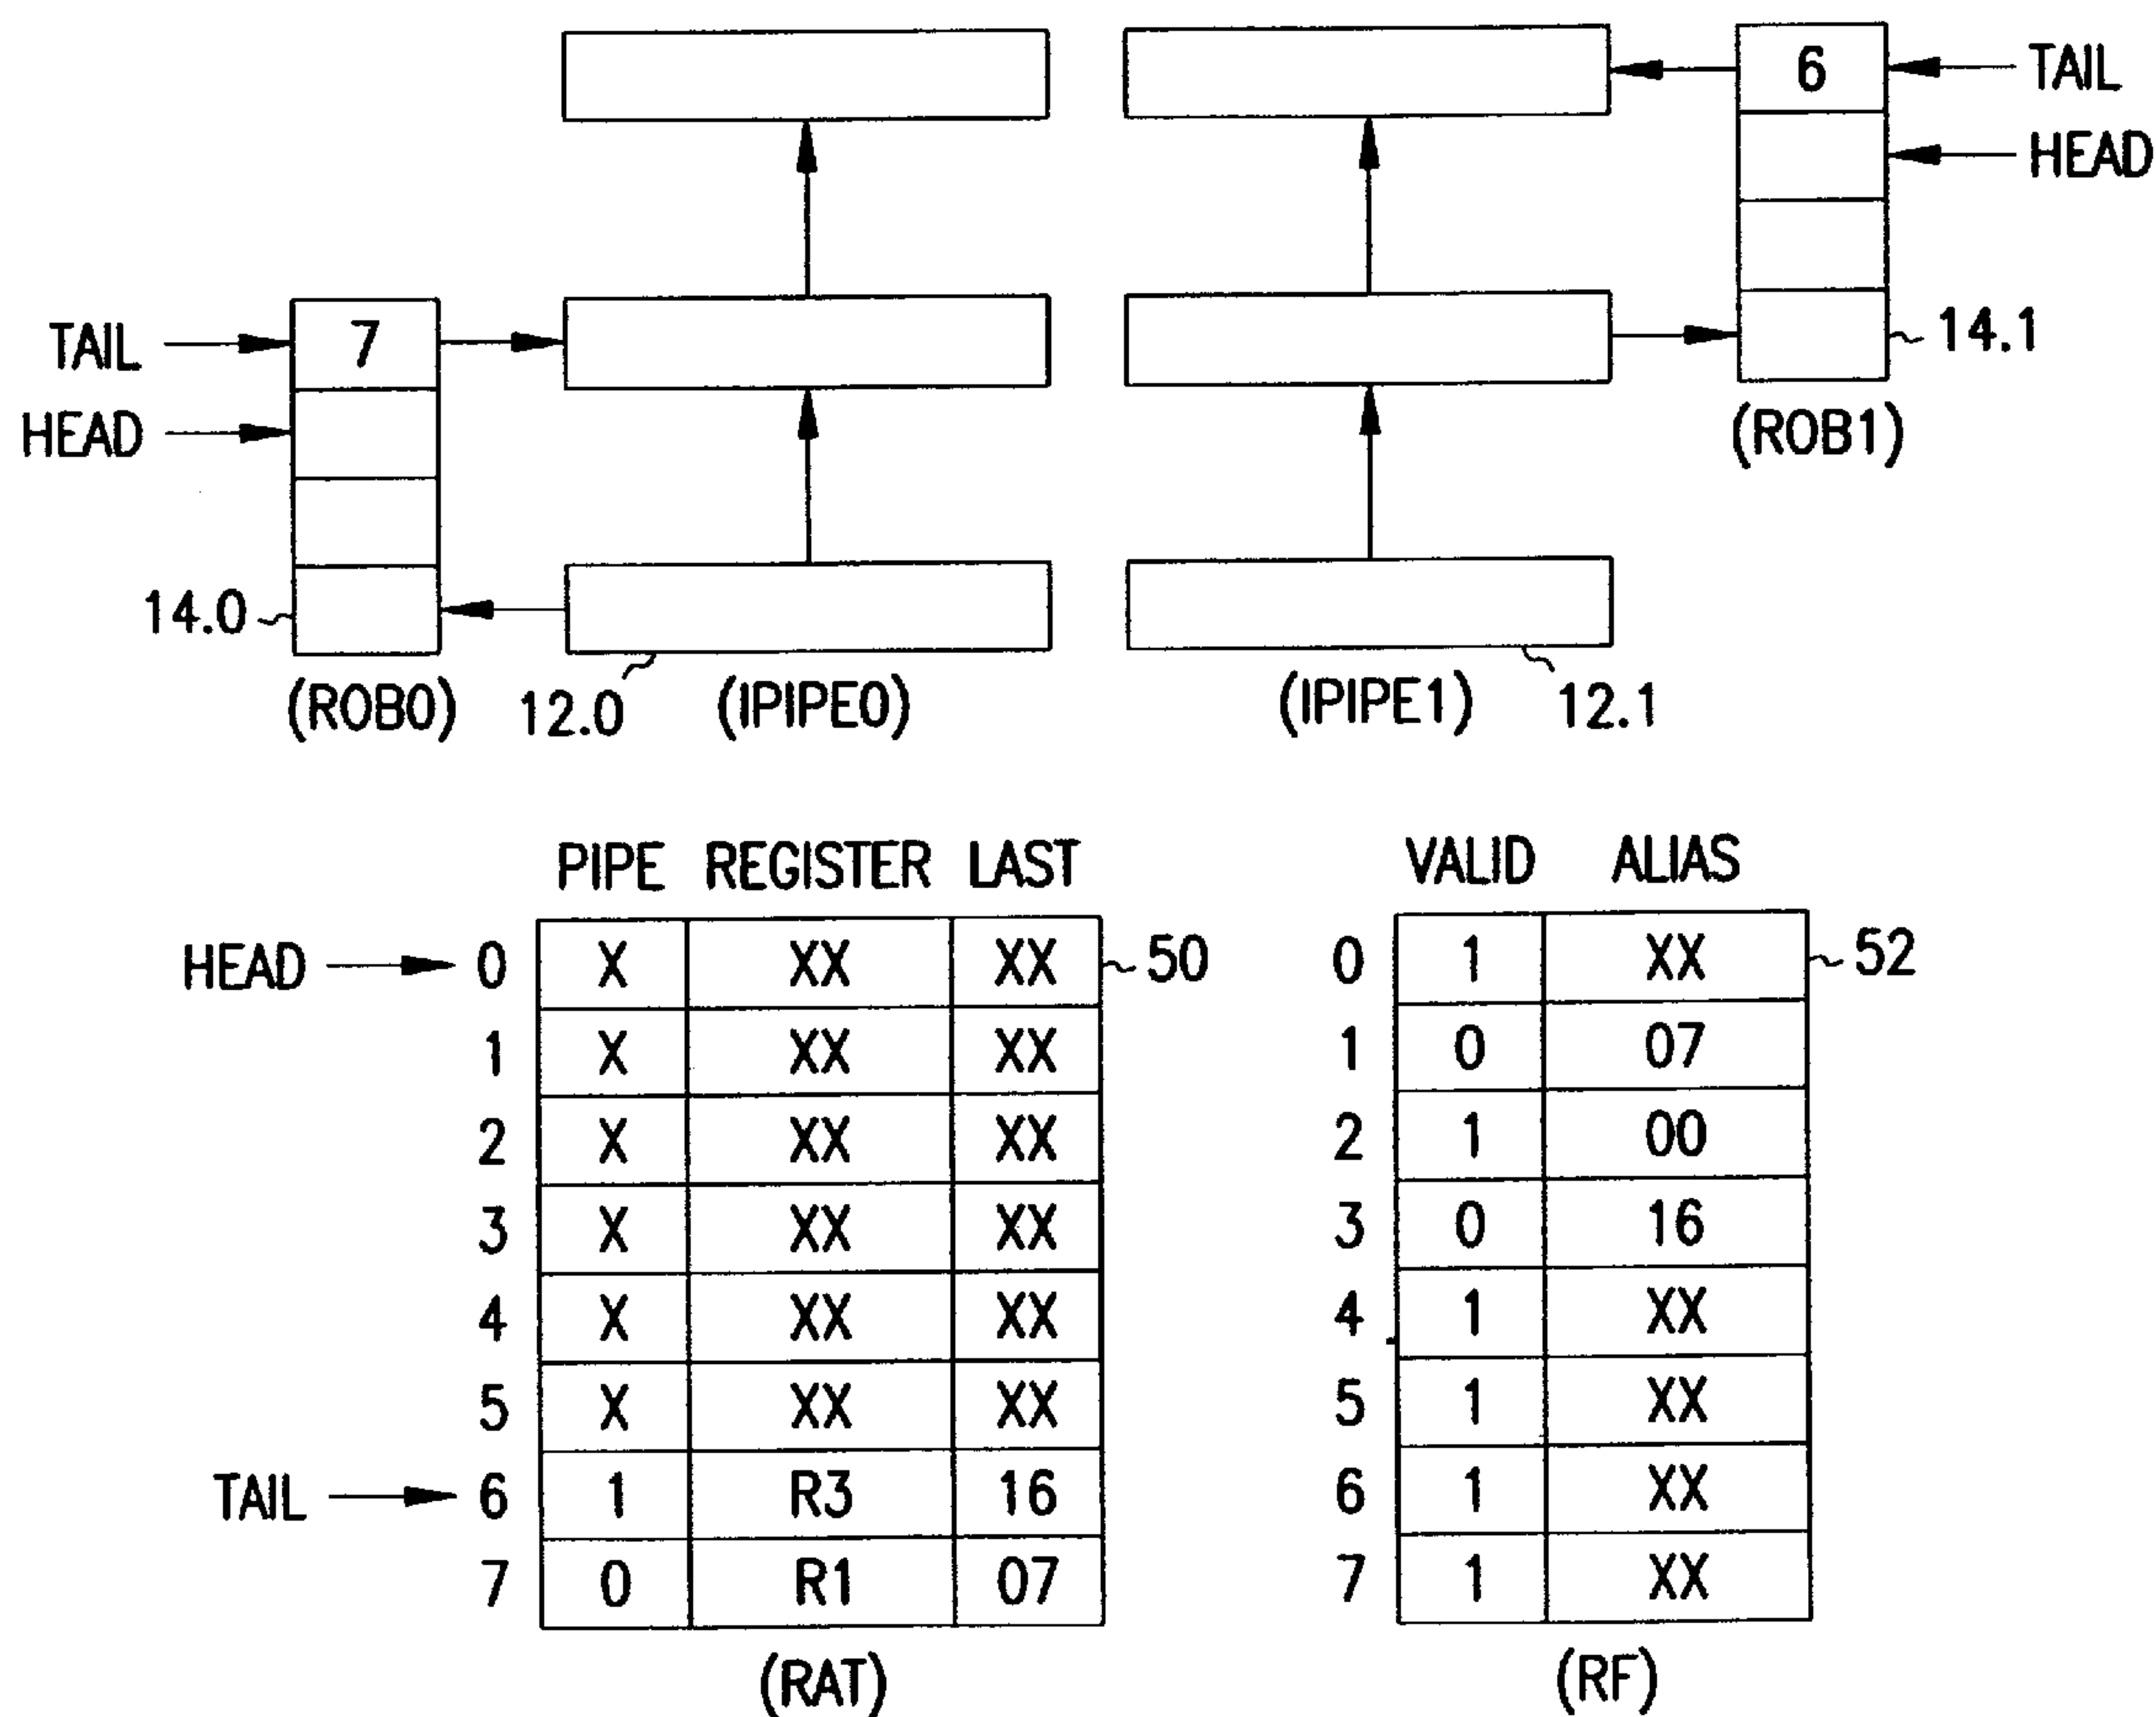 6 TAIL
HEAD
TAIL 7
14.1
HEAD
(ROB1)
14.0
(ROB0) 12.0 (IPIPE0) (IPIPE1) 12.1
PIPE REGISTER LAST VALID ALIAS
HEAD 0 X XX XX 50 0 1 XX 52
1 X XX XX 1 0 07
2 X XX XX 2 1 00
3 X XX XX 3 0 16
4 X XX XX 4 1 XX
5 X XX XX 5 1 XX
TAIL 6 1 R3 16 6 1 XX
7 0 R1 07 7 1 XX
(RAT) (RF)